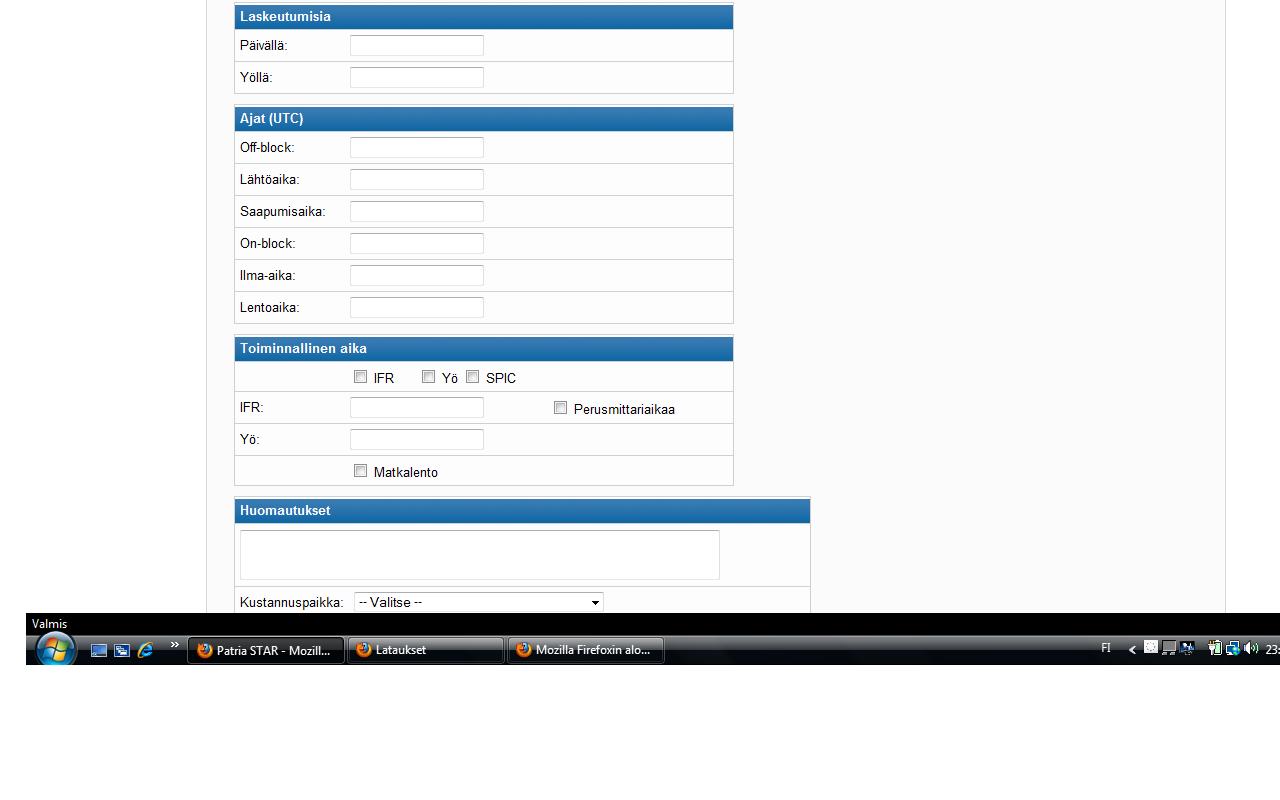 Laskeutumisia
Päivällä:
Yöllä:
Ajat (UTC)
Off-block:
Lähtöaika:
Saapumisaika:
On-block:
Ilma-aika:
Lentoaika:
Toiminnallinen aika
IFR Yö SPIC
IFR: Perusmittariaikaa
Yö:
Matkalento
Huomautukset
Kustannuspaikka: -- Valitse --
Valmis
» Patria STAR - Mozill... Lataukset Mozilla Firefoxin alo... FI < 23: